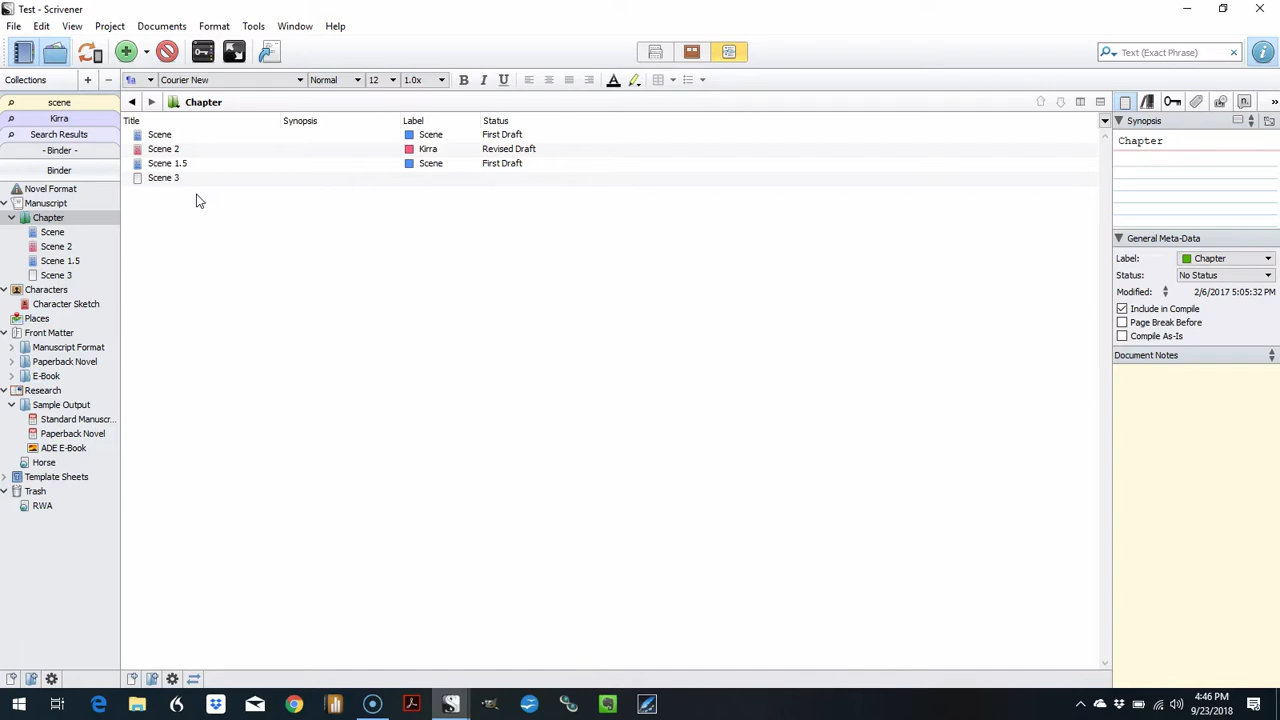 Test - Scrivener
File Edit View Project Documents Format Tools Window Help
Text (Exact Phrase)
Collections
Courier New Normal 12 1.0x B I U A
scene
Kirra
Search Results
- Binder -
Binder
Novel Format
Manuscript
Chapter
Scene
Scene 2
Scene 1.5
Scene 3
Characters
Character Sketch
Places
Front Matter
Manuscript Format
Paperback Novel
E-Book
Research
Sample Output
Standard Manuscr...
Paperback Novel
ADE E-Book
Horse
Template Sheets
Trash
RWA
Chapter
Title Synopsis Label Status
Scene Scene First Draft
Scene 2 Kirra Revised Draft
Scene 1.5 Scene First Draft
Scene 3
Synopsis
Chapter
General Meta-Data
Label: Chapter
Status: No Status
Modified: 2/6/2017 5:05:32 PM
Include in Compile
Page Break Before
Compile As-Is
Document Notes
4:46 PM
9/23/2018